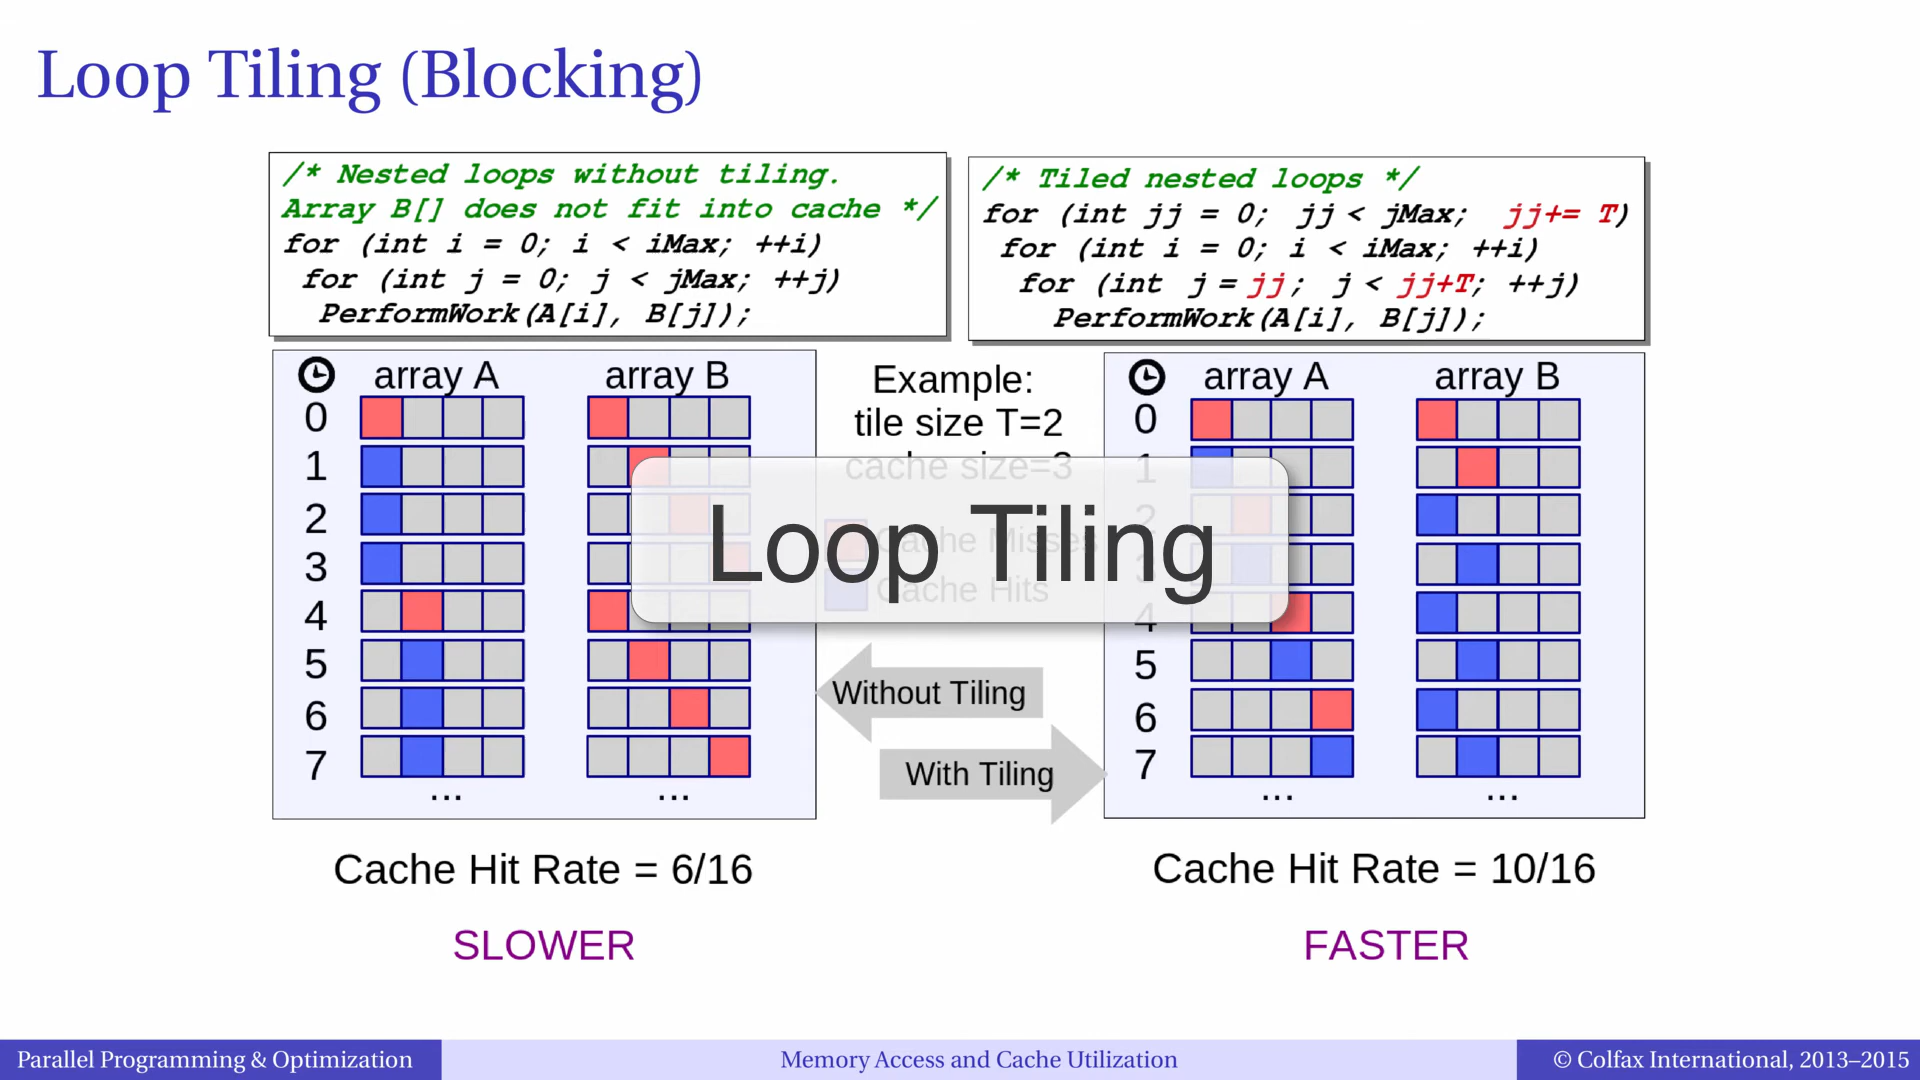 Loop Tiling (Blocking)
/* Nested loops without tiling.
Array B[] does not fit into cache */
for (int i = 0; i < iMax; ++i)
for (int j = 0; j < jMax; ++j)
PerformWork(A[i], B[j]);
/* Tiled nested loops */
for (int jj = 0; jj < jMax; jj+= T)
for (int i = 0; i < iMax; ++i)
for (int j = jj; j < jj+T; ++j)
PerformWork(A[i], B[j]);
array A array B
0
1
2
3
4
5
6
7
... ...
Example:
tile size T=2
cache size=3
Cache Misses
Cache Hits
Loop Tiling
Without Tiling
With Tiling
array A array B
0
1
2
3
4
5
6
7
... ...
Cache Hit Rate = 6/16
SLOWER
Cache Hit Rate = 10/16
FASTER
Parallel Programming & Optimization
Memory Access and Cache Utilization
© Colfax International, 2013–2015